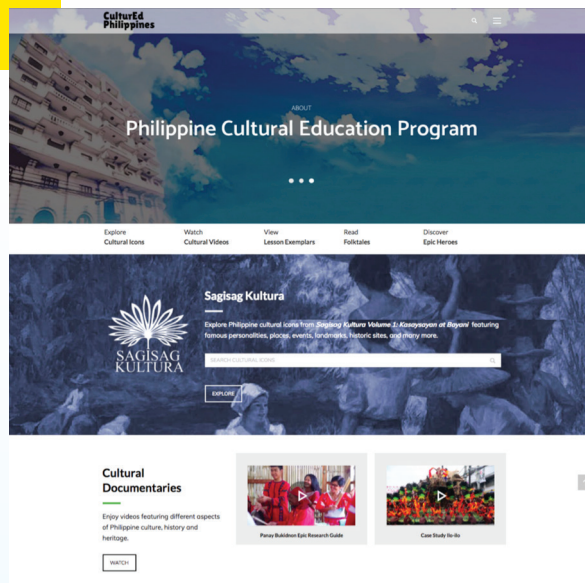 CulturEd
Philippines
ABOUT
Philippine Cultural Education Program
Explore
Cultural Icons
Watch
Cultural Videos
View
Lesson Exemplars
Read
Folktales
Discover
Epic Heroes
SAGISAG
KULTURA
Sagisag Kultura
Explore Philippine cultural icons from Sagisag Kultura Volume 1: Kasaysayan at Bayani featuring
famous personalities, places, events, landmarks, historic sites, and many more.
SEARCH CULTURAL ICONS
EXPLORE
Cultural
Documentaries
Enjoy videos featuring different aspects
of Philippine culture, history and
heritage.
WATCH
Panay Bukidnon Epic Research Guide
Case Study Ilo-ilo